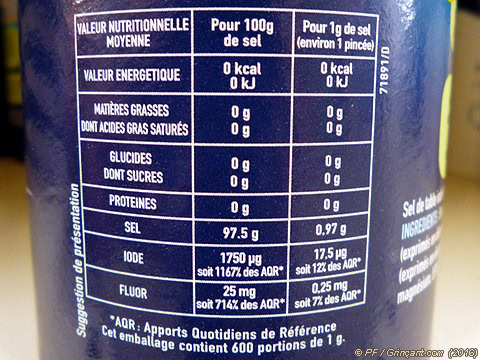 VALEUR NUTRITIONNELLE MOYENNE Pour 100g de sel Pour 1g de sel (environ 1 pincée)
VALEUR ENERGETIQUE 0 kcal 0 kJ 0 kcal 0 kJ
MATIÈRES GRASSES 0 g 0 g
DONT ACIDES GRAS SATURÉS 0 g 0 g
GLUCIDES 0 g 0 g
DONT SUCRES 0 g 0 g
PROTEINES 0 g 0 g
SEL 97.5 g 0,97 g
IODE 1750 µg soit 1167% des AQR* 17.5 µg soit 12% des AQR*
FLUOR 25 mg soit 714% des AQR* 0,25 mg soit 7% des AQR*
*AQR: Apports Quotidiens de Référence
Cet emballage contient 600 portions de 1 g.
Suggestion de présentation
71891/D
Sel de table
INGREDIENTS
(exprimés
(exprimés
magnésium
© PF / Grinçant.com (2016)